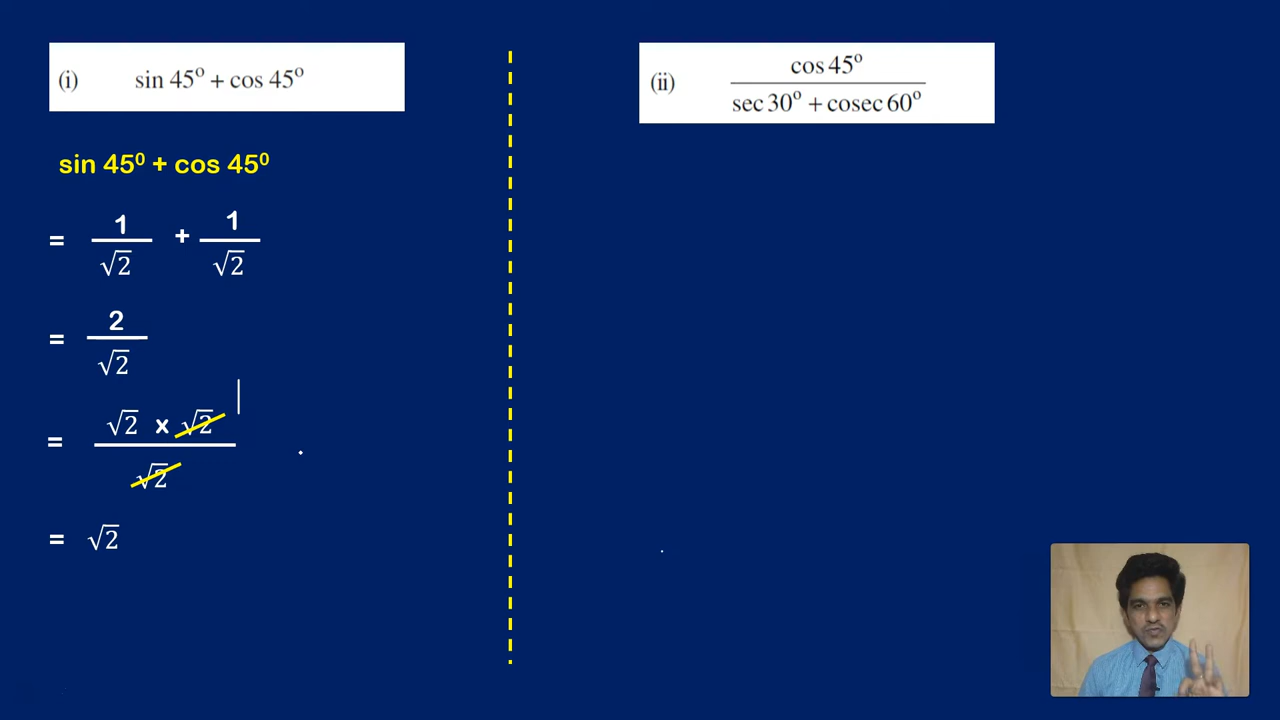 (i) sin 45° + cos 45°
sin 45⁰ + cos 45⁰
= 1/√2 + 1/√2
= 2/√2
= √2 x √2 / √2
= √2
(ii) cos 45° / sec 30° + cosec 60°